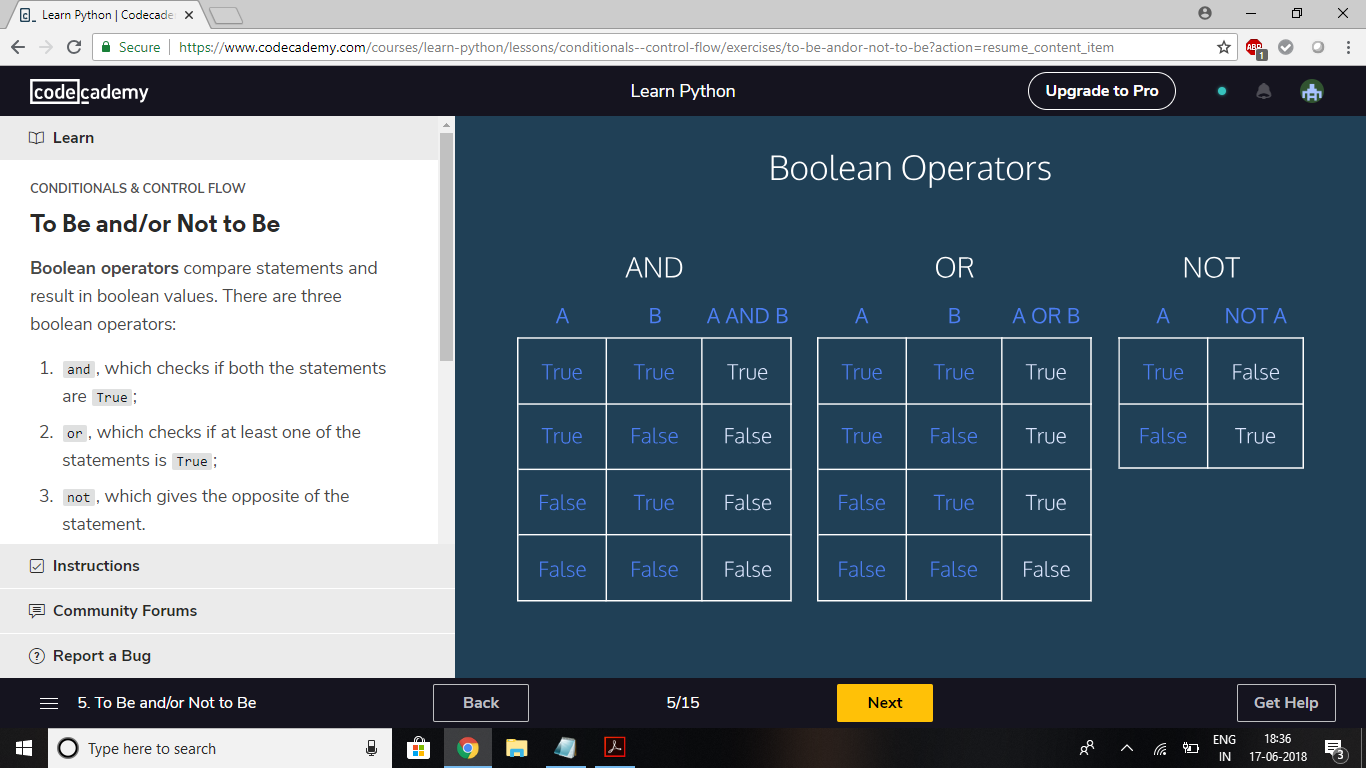 Learn Python | Codecade
Secure | https://www.codecademy.com/courses/learn-python/lessons/conditionals--control-flow/exercises/to-be-andor-not-to-be?action=resume_content_item
ABP 1
codecademy
Learn Python
Upgrade to Pro
Learn
CONDITIONALS & CONTROL FLOW
To Be and/or Not to Be
Boolean operators compare statements and
result in boolean values. There are three
boolean operators:
1. and , which checks if both the statements
are True ;
2. or , which checks if at least one of the
statements is True ;
3. not , which gives the opposite of the
statement.
Instructions
Community Forums
Report a Bug
Boolean Operators
AND
A B A AND B
True True True
True False False
False True False
False False False
OR
A B A OR B
True True True
True False True
False True True
False False False
NOT
A NOT A
True False
False True
5. To Be and/or Not to Be
Back
5/15
Next
Get Help
Type here to search
ENG
IN
18:36
17-06-2018
3